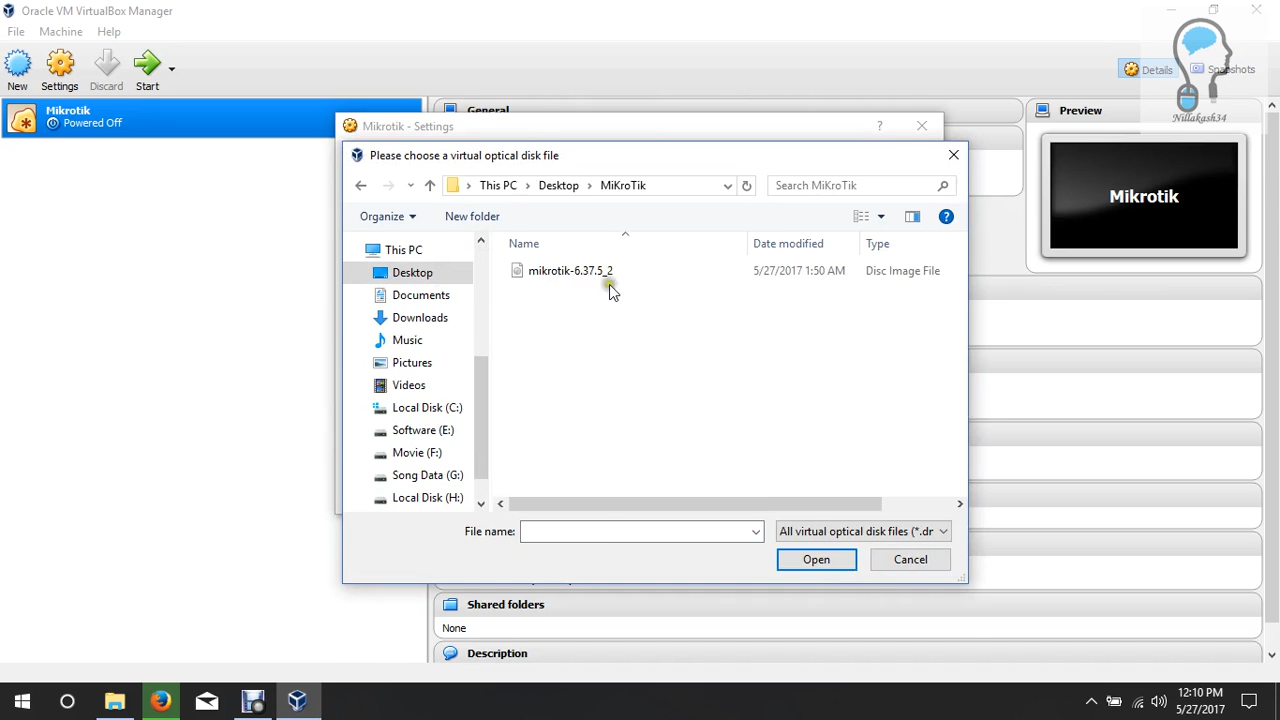 Oracle VM VirtualBox Manager
File Machine Help
New Settings Discard Start
Details Snapshots
Nillakash34
Mikrotik
Powered Off
General
Preview
Mikrotik
Mikrotik - Settings
?
Please choose a virtual optical disk file
This PC Desktop MiKroTik
Search MiKroTik
Organize New folder
Name Date modified Type
mikrotik-6.37.5_2 5/27/2017 1:50 AM Disc Image File
This PC
Desktop
Documents
Downloads
Music
Pictures
Videos
Local Disk (C:)
Software (E:)
Movie (F:)
Song Data (G:)
Local Disk (H:)
File name:
All virtual optical disk files (*.dr
Open Cancel
Shared folders
None
Description
12:10 PM
5/27/2017